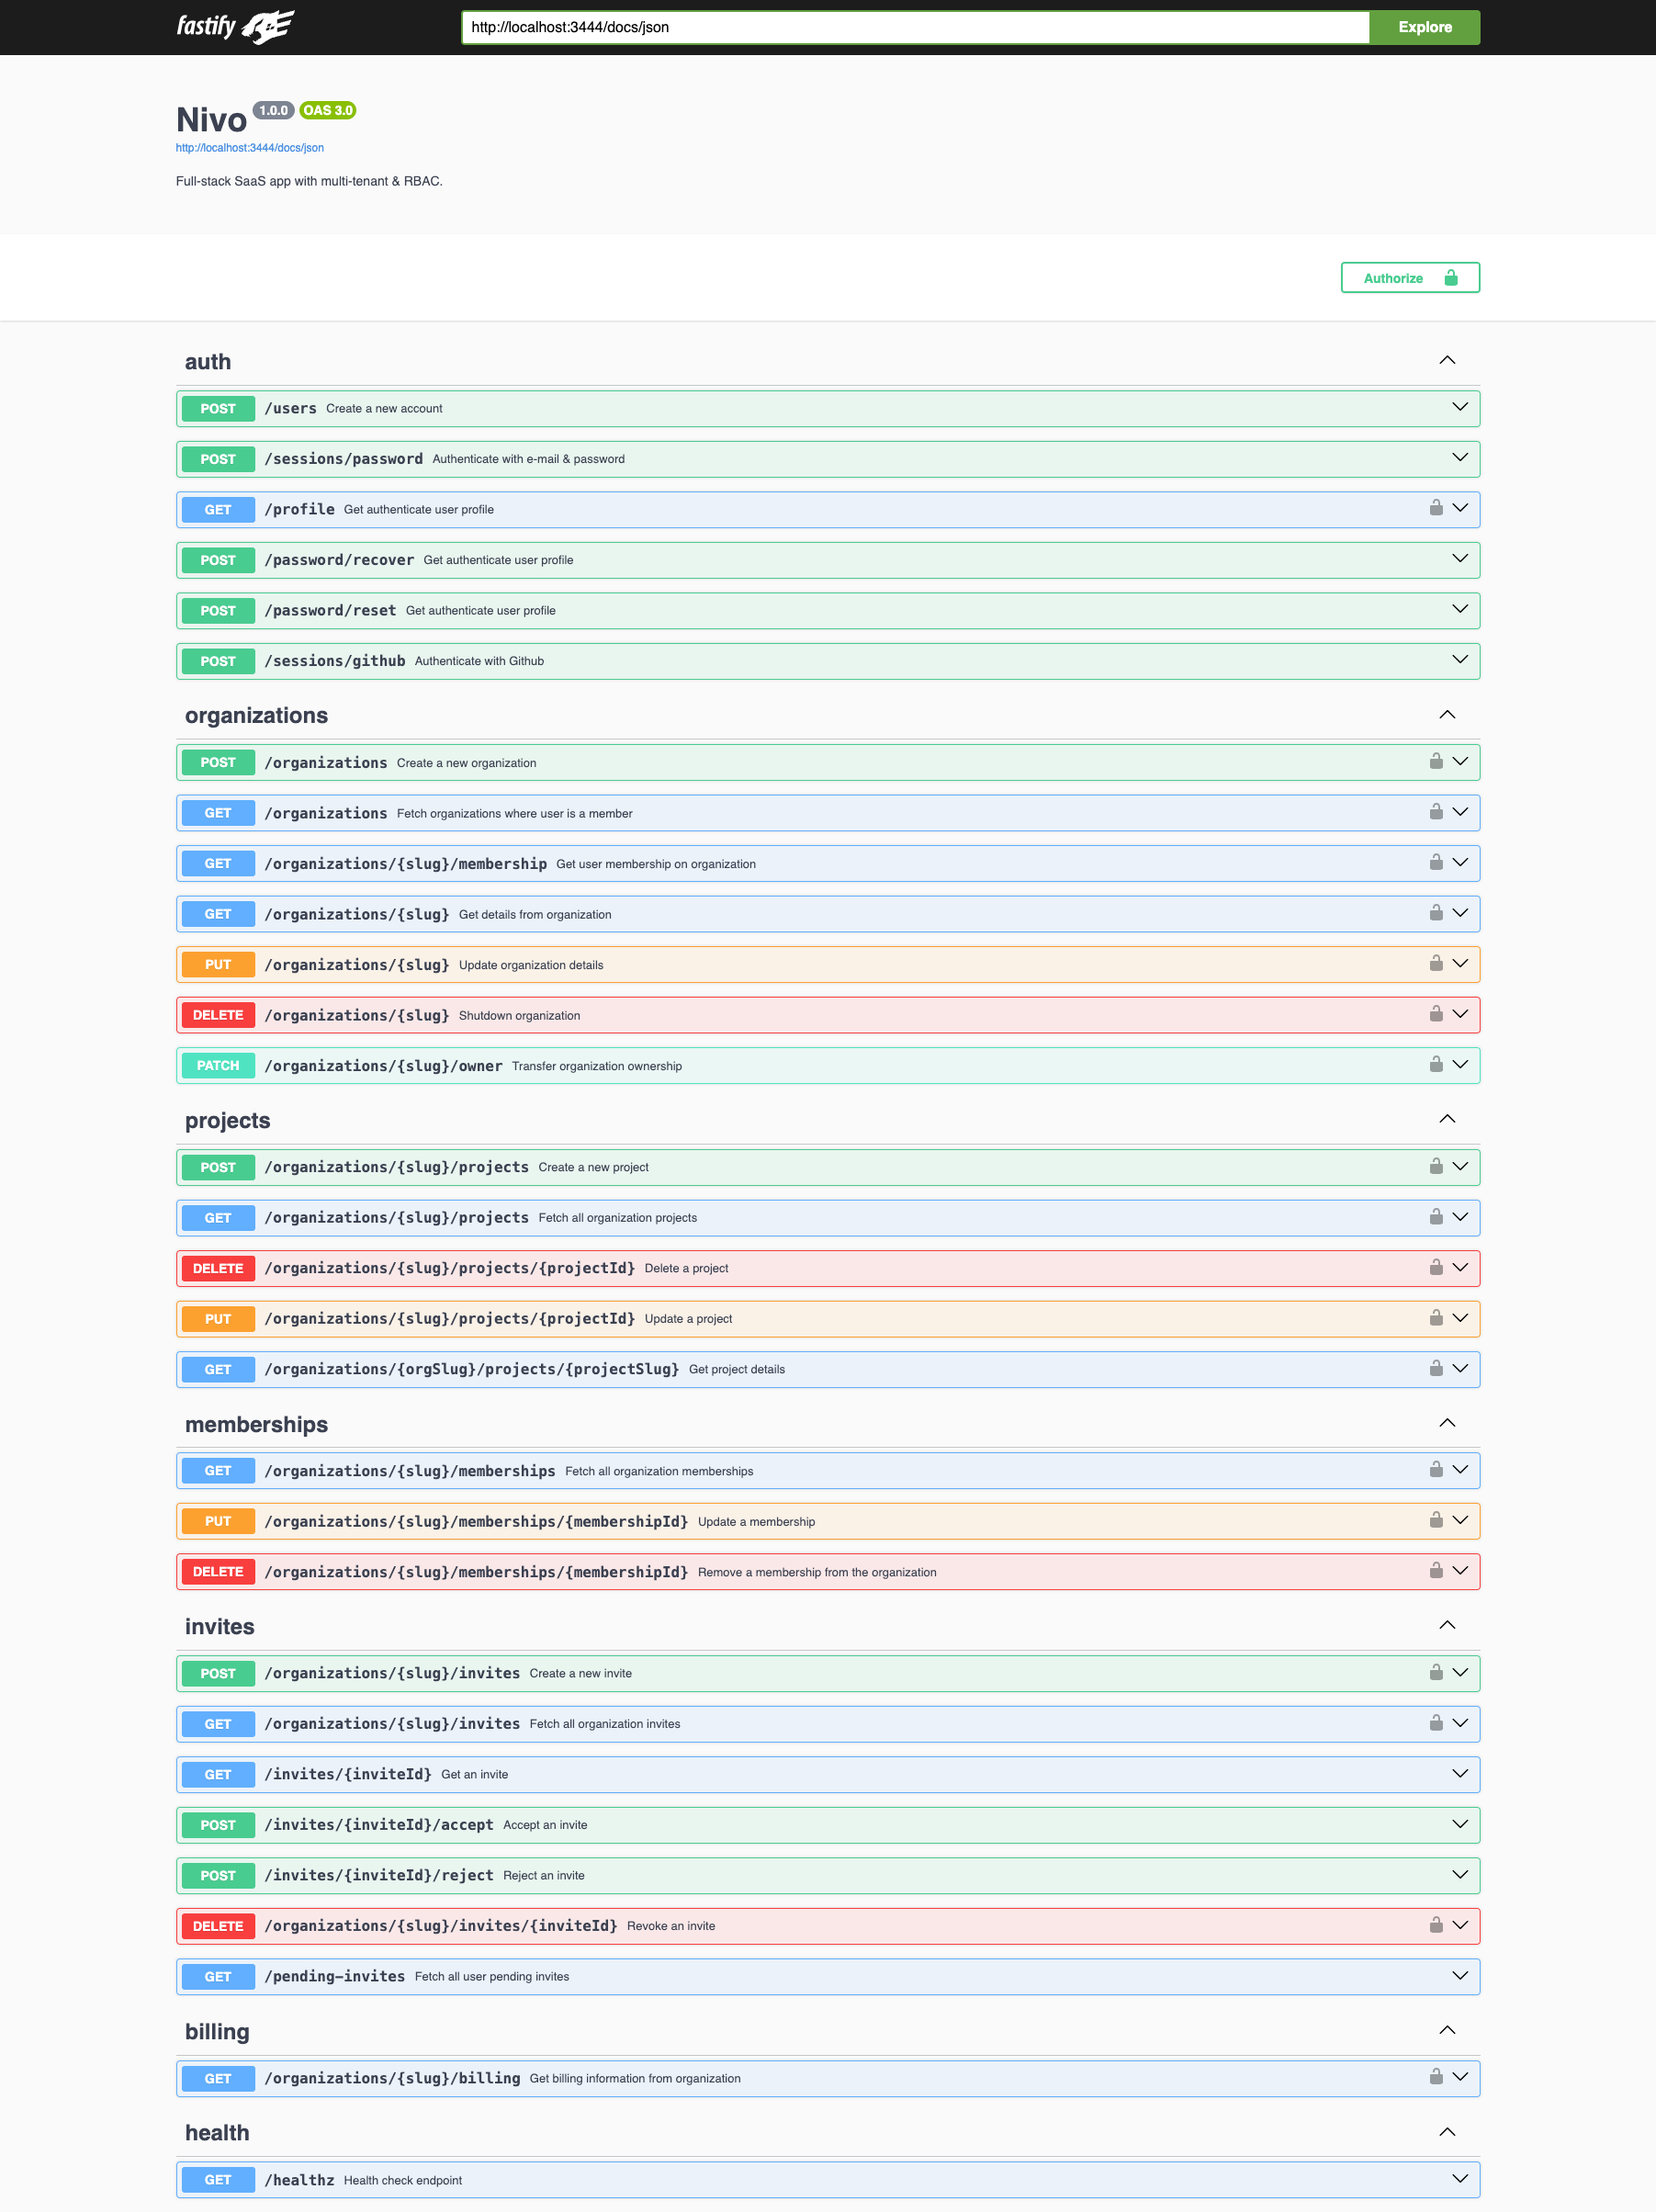 fastify
http://localhost:3444/docs/json Explore
Nivo 1.0.0 OAS 3.0
http://localhost:3444/docs/json
Full-stack SaaS app with multi-tenant & RBAC.
Authorize
auth
POST /users Create a new account
POST /sessions/password Authenticate with e-mail & password
GET /profile Get authenticate user profile
POST /password/recover Get authenticate user profile
POST /password/reset Get authenticate user profile
POST /sessions/github Authenticate with Github
organizations
POST /organizations Create a new organization
GET /organizations Fetch organizations where user is a member
GET /organizations/{slug}/membership Get user membership on organization
GET /organizations/{slug} Get details from organization
PUT /organizations/{slug} Update organization details
DELETE /organizations/{slug} Shutdown organization
PATCH /organizations/{slug}/owner Transfer organization ownership
projects
POST /organizations/{slug}/projects Create a new project
GET /organizations/{slug}/projects Fetch all organization projects
DELETE /organizations/{slug}/projects/{projectId} Delete a project
PUT /organizations/{slug}/projects/{projectId} Update a project
GET /organizations/{orgSlug}/projects/{projectSlug} Get project details
memberships
GET /organizations/{slug}/memberships Fetch all organization memberships
PUT /organizations/{slug}/memberships/{membershipId} Update a membership
DELETE /organizations/{slug}/memberships/{membershipId} Remove a membership from the organization
invites
POST /organizations/{slug}/invites Create a new invite
GET /organizations/{slug}/invites Fetch all organization invites
GET /invites/{inviteId} Get an invite
POST /invites/{inviteId}/accept Accept an invite
POST /invites/{inviteId}/reject Reject an invite
DELETE /organizations/{slug}/invites/{inviteId} Revoke an invite
GET /pending-invites Fetch all user pending invites
billing
GET /organizations/{slug}/billing Get billing information from organization
health
GET /healthz Health check endpoint